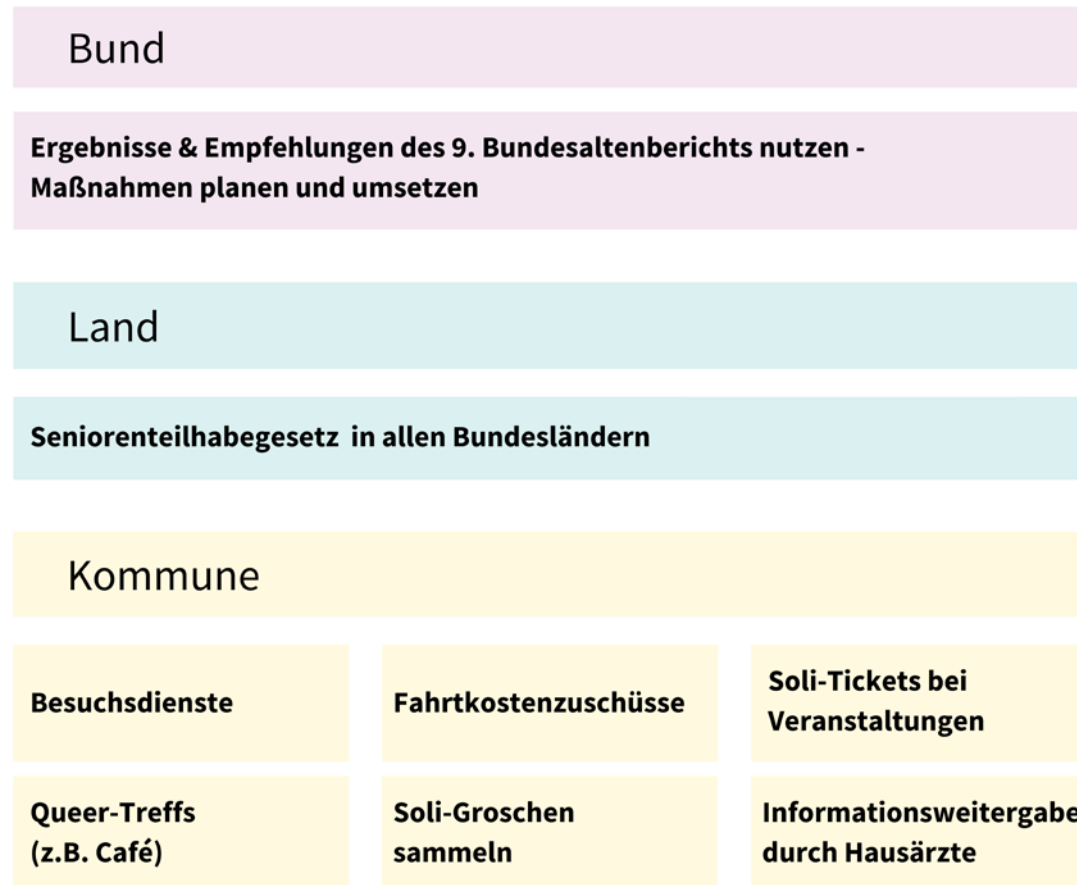 Bund
Ergebnisse & Empfehlungen des 9. Bundesaltenberichts nutzen -
Maßnahmen planen und umsetzen
Land
Seniorenteilhabegesetz in allen Bundesländern
Kommune
Besuchsdienste
Fahrtkostenzuschüsse
Soli-Tickets bei
Veranstaltungen
Queer-Treffs
(z.B. Café)
Soli-Groschen
sammeln
Informationsweitergabe
durch Hausärzte